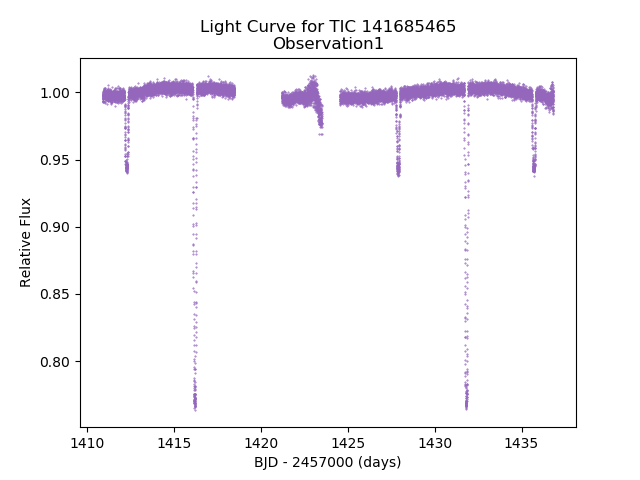 Light Curve for TIC 141685465
Observation1
1.00
0.95
0.90
0.85
0.80
Relative Flux
1410
1415
1420
1425
1430
1435
BJD - 2457000 (days)